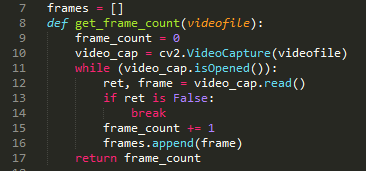 7 frames = []
8 def get_frame_count(videofile):
9     frame_count = 0
10     video_cap = cv2.VideoCapture(videofile)
11     while (video_cap.isOpened()):
12         ret, frame = video_cap.read()
13         if ret is False:
14             break
15         frame_count += 1
16         frames.append(frame)
17     return frame_count